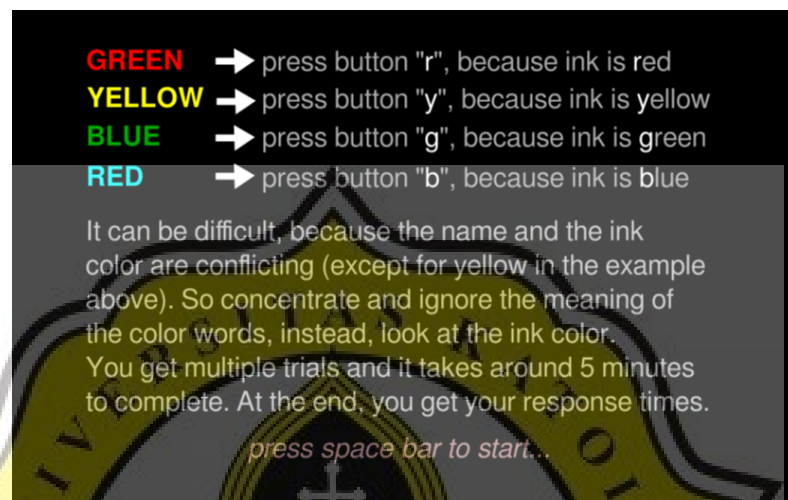 GREEN press button "r", because ink is red
YELLOW press button "y", because ink is yellow
BLUE press button "g", because ink is green
RED press button "b", because ink is blue
It can be difficult, because the name and the ink
color are conflicting (except for yellow in the example
above). So concentrate and ignore the meaning of
the color words, instead, look at the ink color.
You get multiple trials and it takes around 5 minutes
to complete. At the end, you get your response times.
press space bar to start...
IVERSITAS KATO